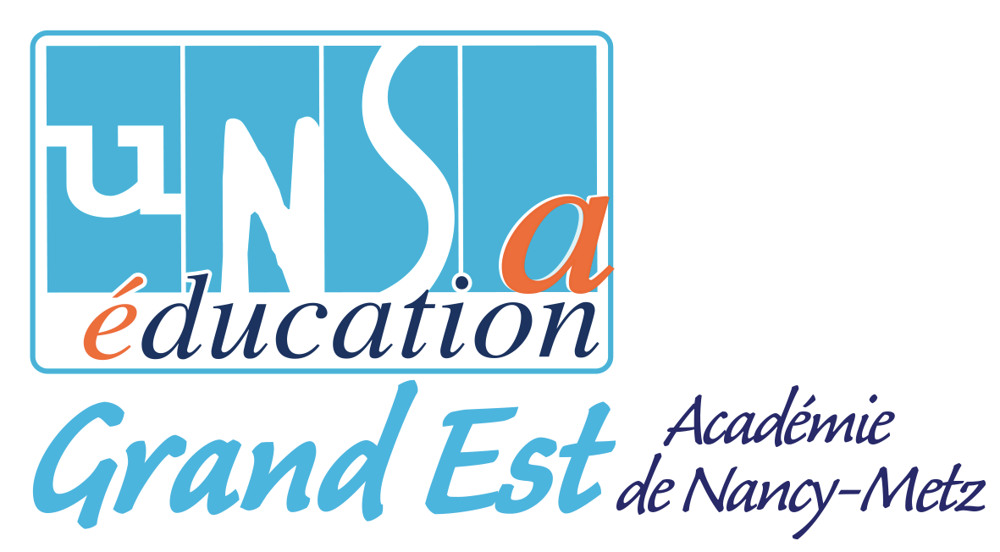 uNSa
éducation
Grand Est
Académie
de Nancy-Metz